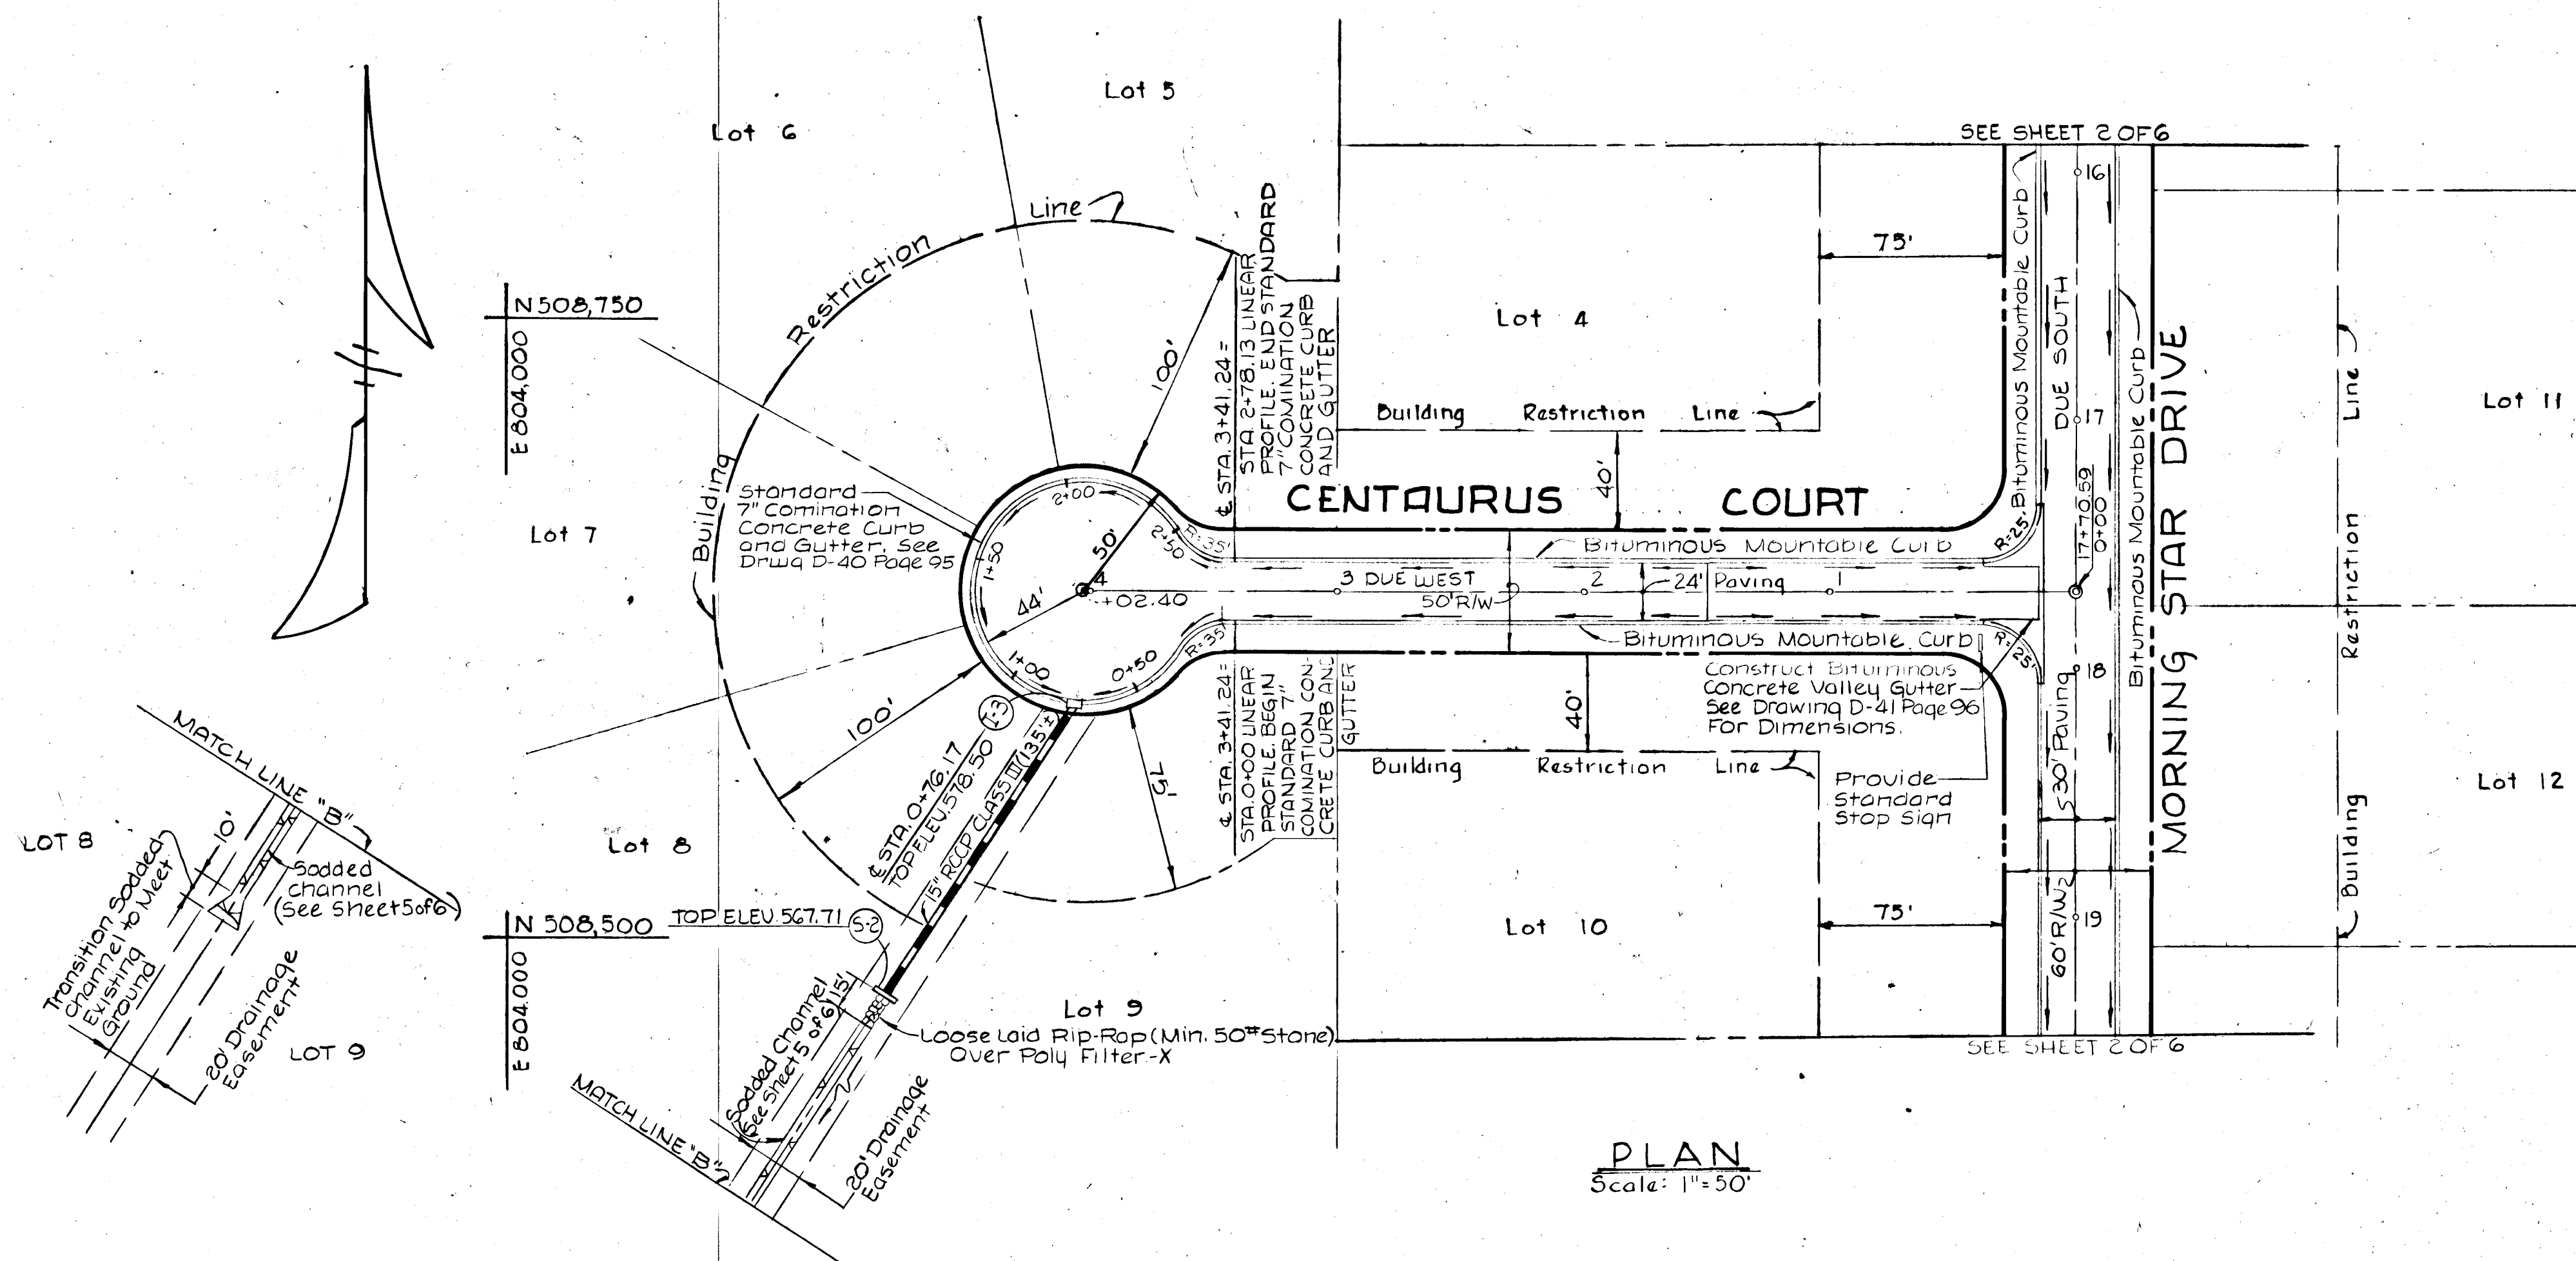 Lot 5
Lot 6
SEE SHEET 2 OF 6
16
Line
Restriction
Building
75'
N 508,750
E 804,000
100'
℄ STA. 3+41.24 =
STA. 2+78.13 LINEAR
PROFILE. END STANDARD
7" COMINATION
CONCRETE CURB
AND GUTTER
Lot 4
Building Restriction Line
40'
Bituminous Mountable Curb
DUE SOUTH
17
Bituminous Mountable Curb
MORNING STAR DRIVE
Line
Restriction
Building
Lot 11
Lot 7
Standard
7" Comination
Concrete Curb
and Gutter. See
Drwg D-40 Page 95
2+00
1+50
2+50
R=35'
50'
44'
4
+02.40
1+00
0+50
R=35'
CENTAURUS COURT
Bituminous Mountable Curb
R=25'
17+70.59
0+00
3 DUE WEST
50' R/W
2
24' Paving
1
Bituminous Mountable Curb
R=25'
18
Construct Bituminous
Concrete Valley Gutter
See Drawing D-41 Page 96
For Dimensions.
40'
Building Restriction Line
Provide
Standard
Stop Sign
30' Paving
Lot 12
℄ STA. 3+41.24=
STA. 0+00 LINEAR
PROFILE. BEGIN
STANDARD 7"
COMINATION CON-
CRETE CURB AND
GUTTER
100'
75'
I-3
℄ STA. 0+76.17
TOP ELEV. 578.50
15" RCCP CLASS III (135'±)
MATCH LINE "B"
LOT 8
10'
Transition Sodded
Channel to Meet
Existing
Ground
Sodded
Channel
(See Sheet 5 of 6)
20' Drainage
Easement
LOT 9
Lot 8
N 508,500
E 804,000
TOP ELEV. 567.71
S-2
Lot 10
75'
60' R/W
19
Sodded Channel
(See Sheet 5 of 6)
15'
Lot 9
Loose Laid Rip-Rap (Min. 50# Stone)
Over Poly Filter-X
SEE SHEET 2 OF 6
MATCH LINE "B"
20' Drainage
Easement
PLAN
Scale: 1"=50'